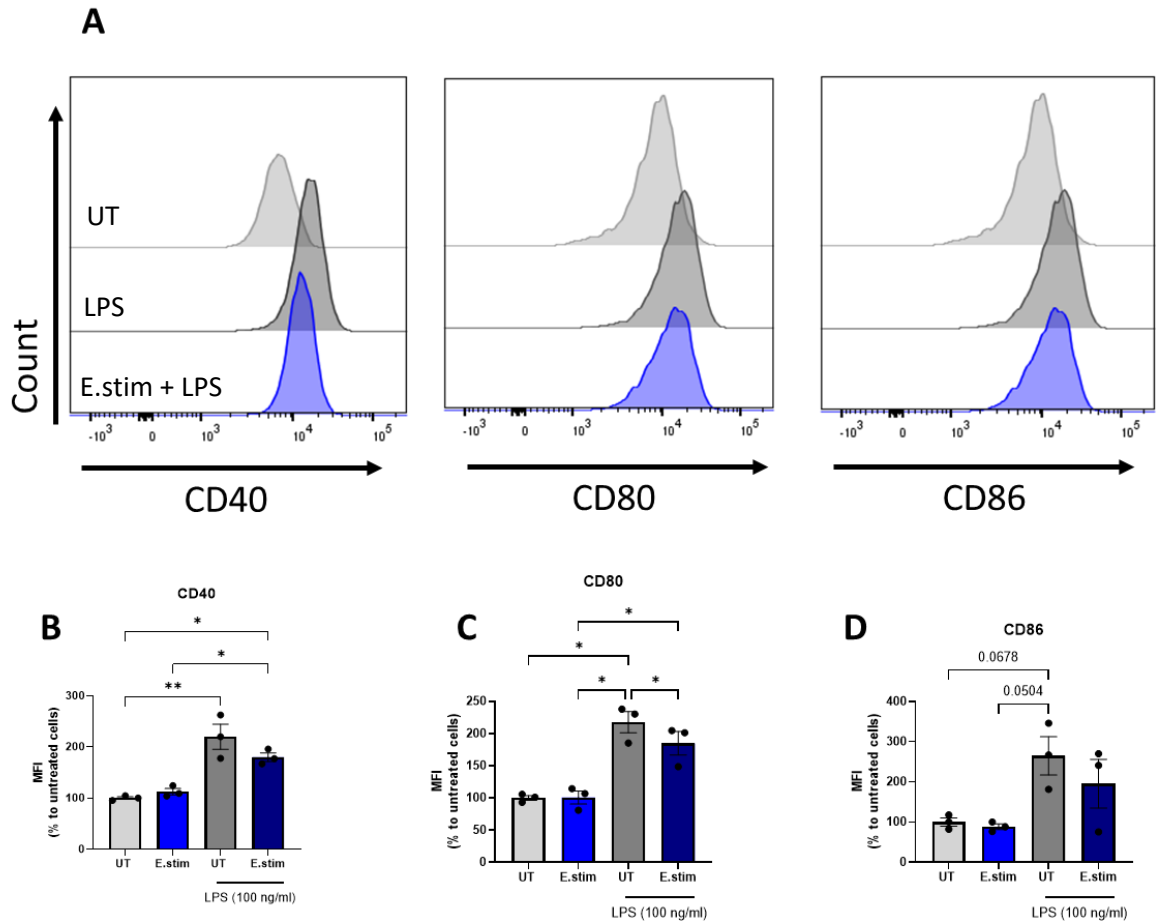 A
Count
UT
LPS
E.stim + LPS
-10³ 0 10³ 10⁴ 10⁵
-10³ 0 10³ 10⁴ 10⁵
-10³ 0 10³ 10⁴ 10⁵
CD40
CD80
CD86
B
CD40
*
*
**
MFI
(% to untreated cells)
300
200
100
0
UT E.stim UT E.stim
LPS (100 ng/ml)
C
CD80
*
*
* *
MFI
(% to untreated cells)
250
200
150
100
50
0
UT E.stim UT E.stim
LPS (100 ng/ml)
D
CD86
0.0678
0.0504
MFI
(% to untreated cells)
400
300
200
100
0
UT E.stim UT E.stim
LPS (100 ng/ml)